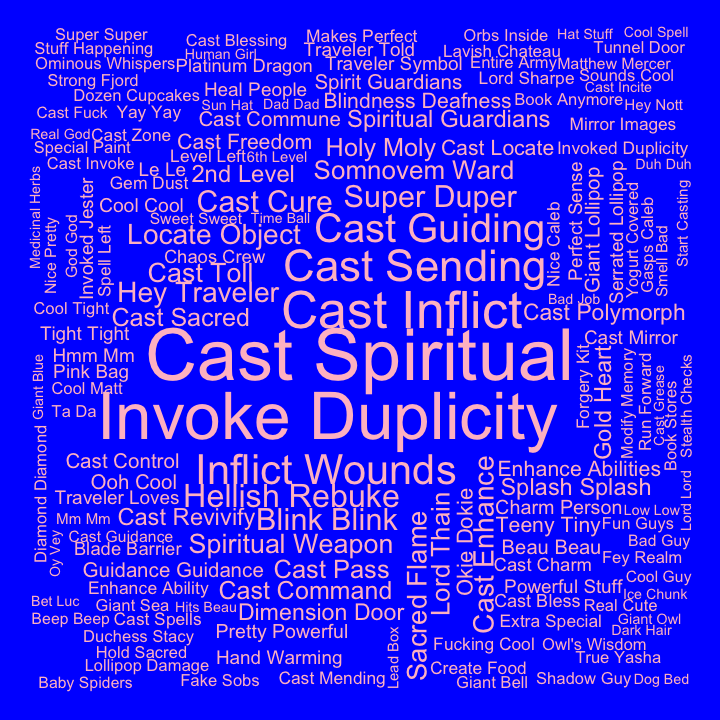 Super Super
Cast Blessing
Makes Perfect
Orbs Inside
Hat Stuff
Cool Spell
Stuff Happening
Human Girl
Traveler Told
Lavish Chateau
Tunnel Door
Ominous Whispers
Platinum Dragon
Traveler Symbol
Entire Army
Matthew Mercer
Strong Fjord
Heal People
Spirit Guardians
Lord Sharpe
Sounds Cool
Dozen Cupcakes
Sun Hat
Dad Dad
Blindness Deafness
Book Anymore
Cast Incite
Hey Nott
Cast Fuck
Yay Yay
Cast Commune
Spiritual Guardians
Mirror Images
Real God
Cast Zone
Cast Freedom
Holy Moly
Cast Locate
Invoked Duplicity
Special Paint
Level Left
6th Level
Cast Invoke
Le Le
2nd Level
Somnovem Ward
Duh Duh
Gem Dust
Medicinal Herbs
Nice Pretty
God God
Invoked Jester
Spell Left
Cool Cool
Cast Cure
Super Duper
Sweet Sweet
Time Ball
Locate Object
Cast Guiding
Nice Caleb
Perfect Sense
Giant Lollipop
Serrated Lollipop
Yogurt Covered
Gasps Caleb
Smell Bad
Start Casting
Chaos Crew
Cast Toll
Cast Sending
Hey Traveler
Bad Job
Cool Tight
Cast Sacred
Cast Inflict
Cast Polymorph
Tight Tight
Cast Mirror
Hmm Mm
Cast Spiritual
Pink Bag
Giant Blue
Cool Matt
Forgery Kit
Gold Heart
Modify Memory
Run Forward
Cast Grease
Book Stores
Stealth Checks
Ta Da
Invoke Duplicity
Cast Control
Inflict Wounds
Enhance Abilities
Ooh Cool
Diamond Diamond
Traveler Loves
Hellish Rebuke
Splash Splash
Lord Lord
Charm Person
Low Low
Mm Mm
Cast Revivify
Blink Blink
Teeny Tiny
Fun Guys
Oy Vey
Cast Guidance
Blade Barrier
Spiritual Weapon
Sacred Flame
Lord Thain
Okie Dokie
Cast Enhance
Beau Beau
Bad Guy
Fey Realm
Guidance Guidance
Cast Pass
Cast Charm
Cool Guy
Enhance Ability
Cast Command
Powerful Stuff
Ice Chunk
Bet Luc
Giant Sea
Hits Beau
Dimension Door
Cast Bless
Real Cute
Beep Beep
Cast Spells
Extra Special
Giant Owl
Duchess Stacy
Pretty Powerful
Dark Hair
Hold Sacred
Hand Warming
Lead Box
Fucking Cool
Owl's Wisdom
Lollipop Damage
Create Food
True Yasha
Baby Spiders
Fake Sobs
Cast Mending
Giant Bell
Shadow Guy
Dog Bed